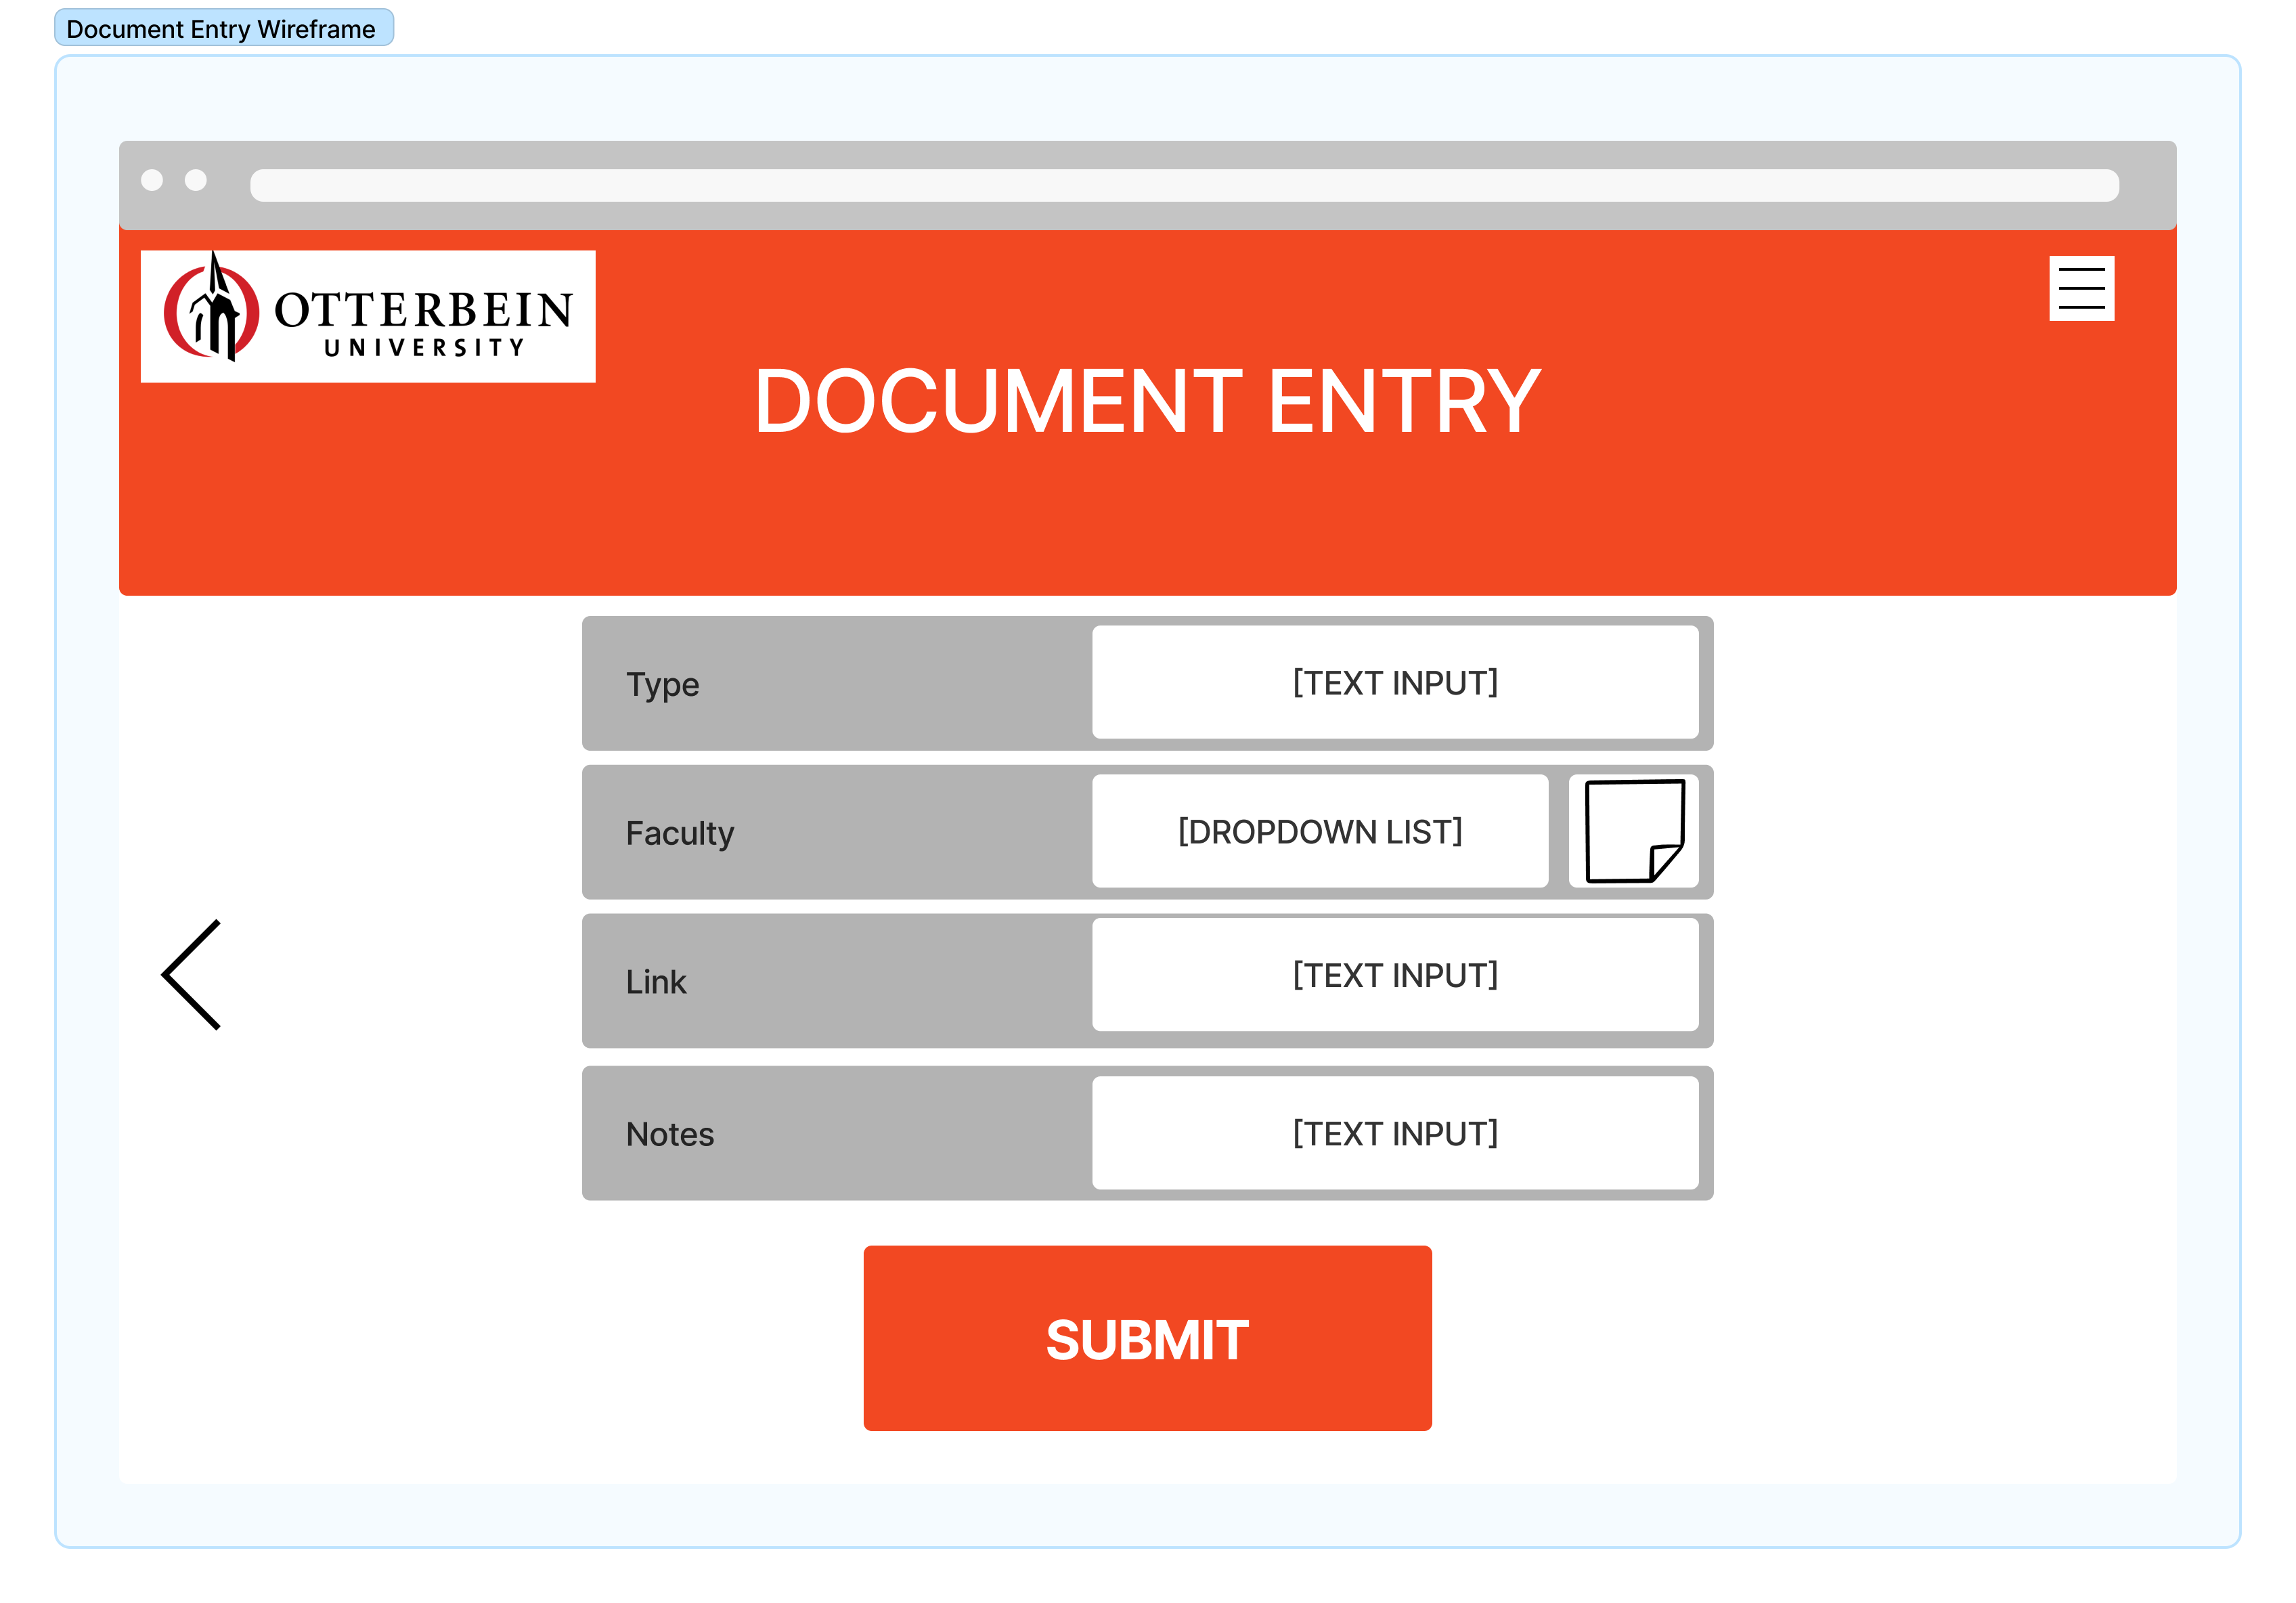 Document Entry Wireframe
OTTERBEIN
UNIVERSITY
DOCUMENT ENTRY
Type
[TEXT INPUT]
Faculty
[DROPDOWN LIST]
Link
[TEXT INPUT]
Notes
[TEXT INPUT]
SUBMIT